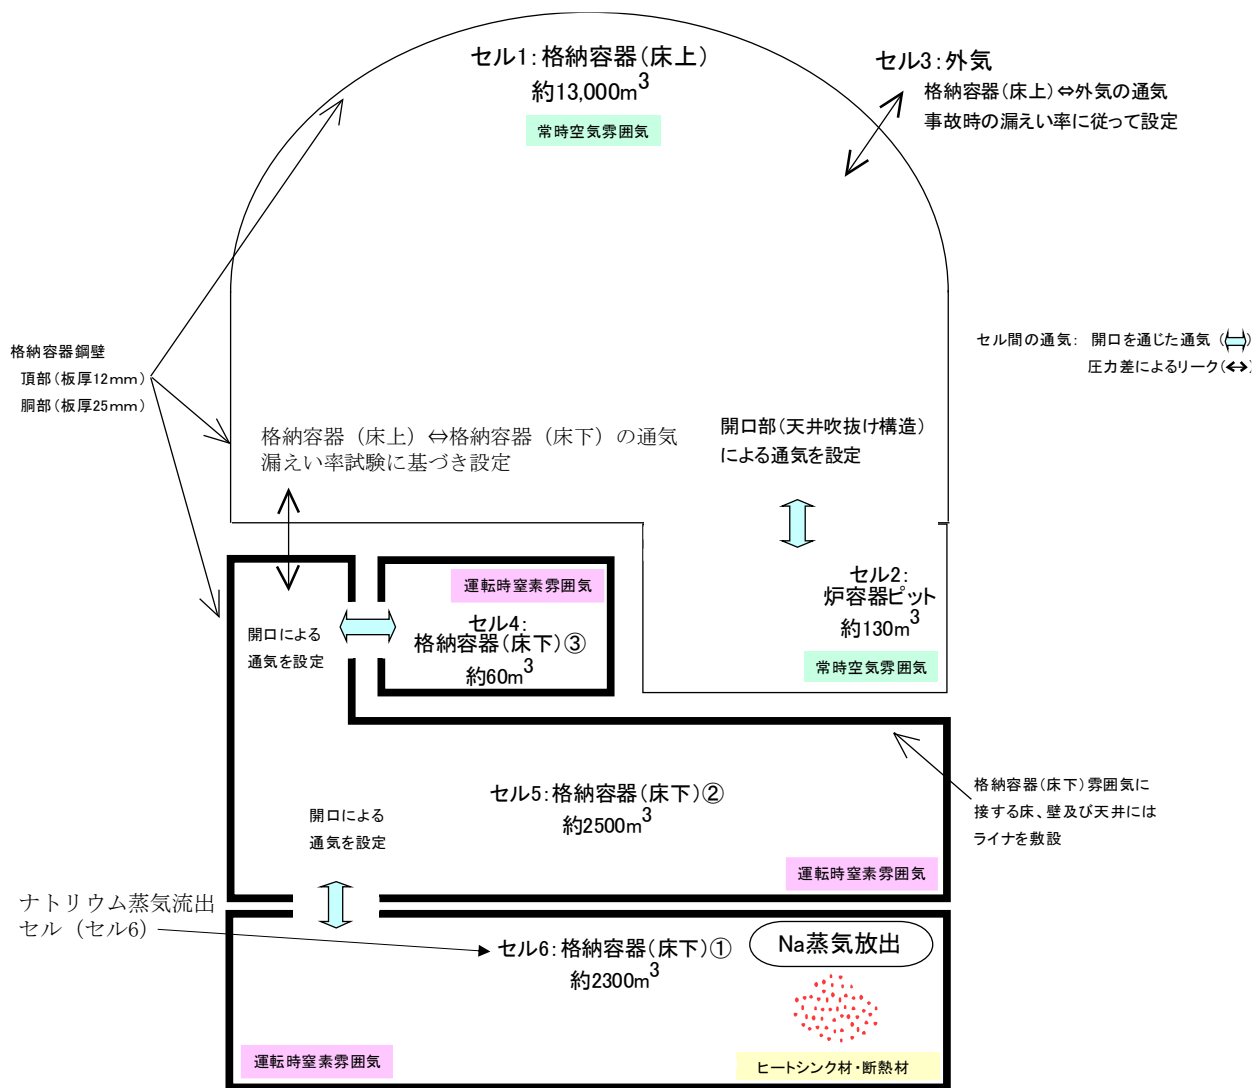 セル1:格納容器(床上)
約13,000m3
常時空気雰囲気
セル3:外気
格納容器(床上)⇔外気の通気
事故時の漏えい率に従って設定
格納容器鋼壁
頂部(板厚12mm)
胴部(板厚25mm)
セル間の通気: 開口を通じた通気(⇔)
圧力差によるリーク(↔)
格納容器(床上)⇔格納容器(床下)の通気
漏えい率試験に基づき設定
開口部(天井吹抜け構造)
による通気を設定
開口による
通気を設定
運転時窒素雰囲気
セル4:
格納容器(床下)③
約60m3
セル2:
炉容器ピット
約130m3
常時空気雰囲気
セル5:格納容器(床下)②
約2500m3
開口による
通気を設定
運転時窒素雰囲気
格納容器(床下)雰囲気に
接する床、壁及び天井には
ライナを敷設
ナトリウム蒸気流出
セル(セル6)
セル6:格納容器(床下)①
約2300m3
Na蒸気放出
運転時窒素雰囲気
ヒートシンク材・断熱材